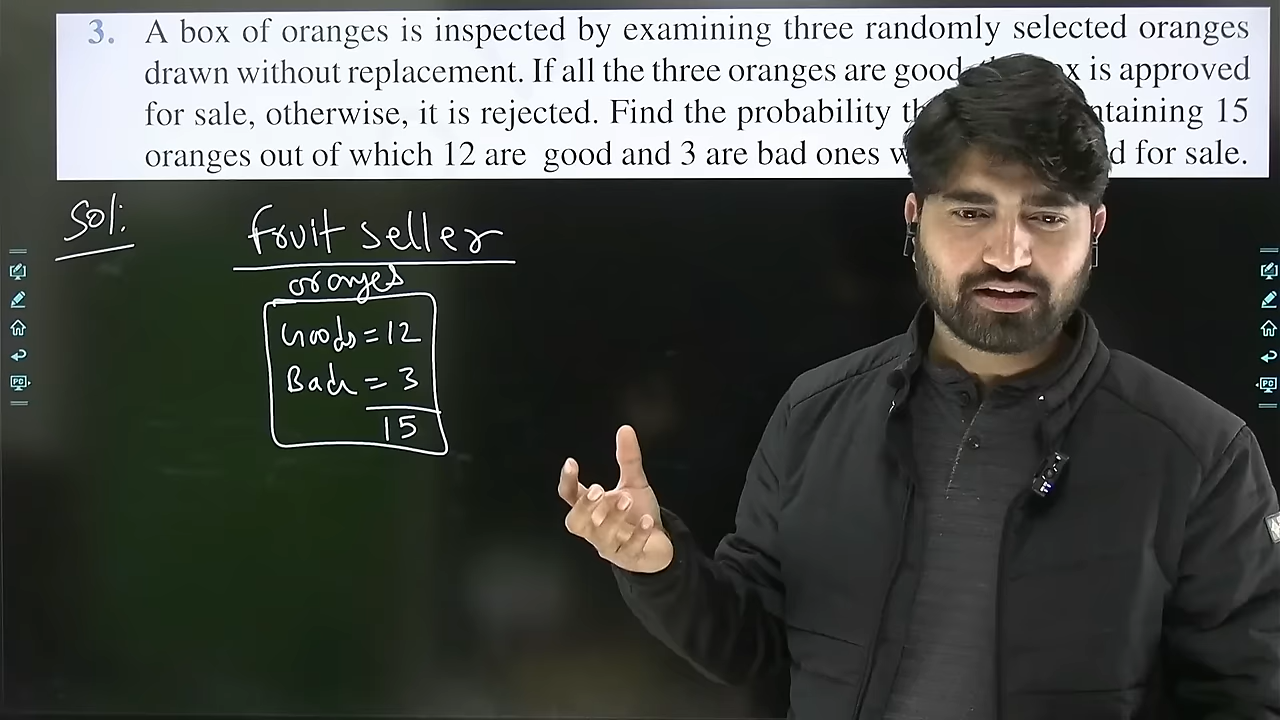 3. A box of oranges is inspected by examining three randomly selected oranges
drawn without replacement. If all the three oranges are good, x is approved
for sale, otherwise, it is rejected. Find the probability ntaining 15
oranges out of which 12 are good and 3 are bad ones d for sale.
Sol:
fruit seller
oranges
Goods = 12
Bad = 3
15